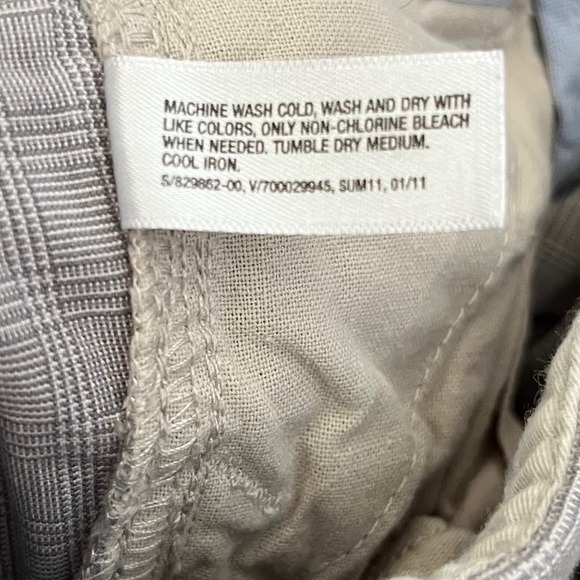 MACHINE WASH COLD, WASH AND DRY WITH
LIKE COLORS, ONLY NON-CHLORINE BLEACH
WHEN NEEDED. TUMBLE DRY MEDIUM.
COOL IRON.
S/829862-00, V/700029945, SUM11, 01/11